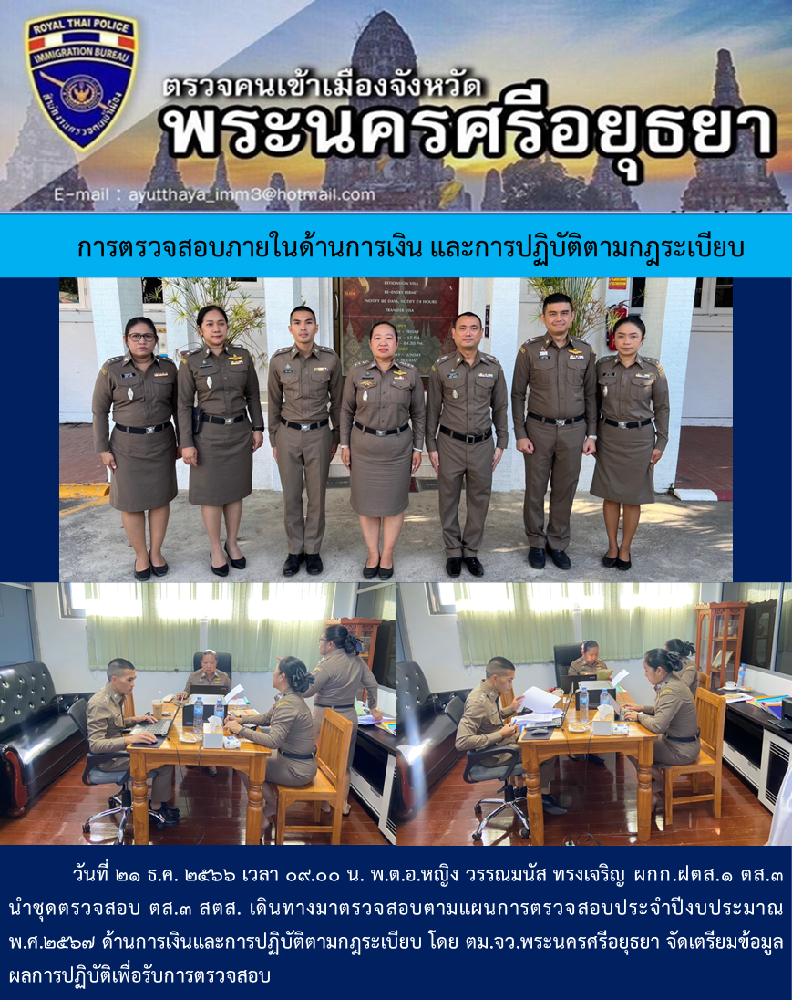 ROYAL THAI POLICE
IMMIGRATION BUREAU
สำนักงานตรวจคนเข้าเมือง
ตรวจคนเข้าเมืองจังหวัด
พระนครศรีอยุธยา
E-mail : ayutthaya_imm3@hotmail.com
การตรวจสอบภายในด้านการเงิน และการปฏิบัติตามกฎระเบียบ
EXTIONSION VISA
RE-ENTRY PERMIT
NOTIFY 90 DAYS, NOTIFY 24 HOURS
TRANSFER VISA
วันที่ ๒๑ ธ.ค. ๒๕๖๖ เวลา ๐๙.๐๐ น. พ.ต.อ.หญิง วรรณมนัส ทรงเจริญ ผกก.ฝตส.๑ ตส.๓
นำชุดตรวจสอบ ตส.๓ สตส. เดินทางมาตรวจสอบตามแผนการตรวจสอบประจำปีงบประมาณ
พ.ศ.๒๕๖๗ ด้านการเงินและการปฏิบัติตามกฎระเบียบ โดย ตม.จว.พระนครศรีอยุธยา จัดเตรียมข้อมูล
ผลการปฏิบัติเพื่อรับการตรวจสอบ